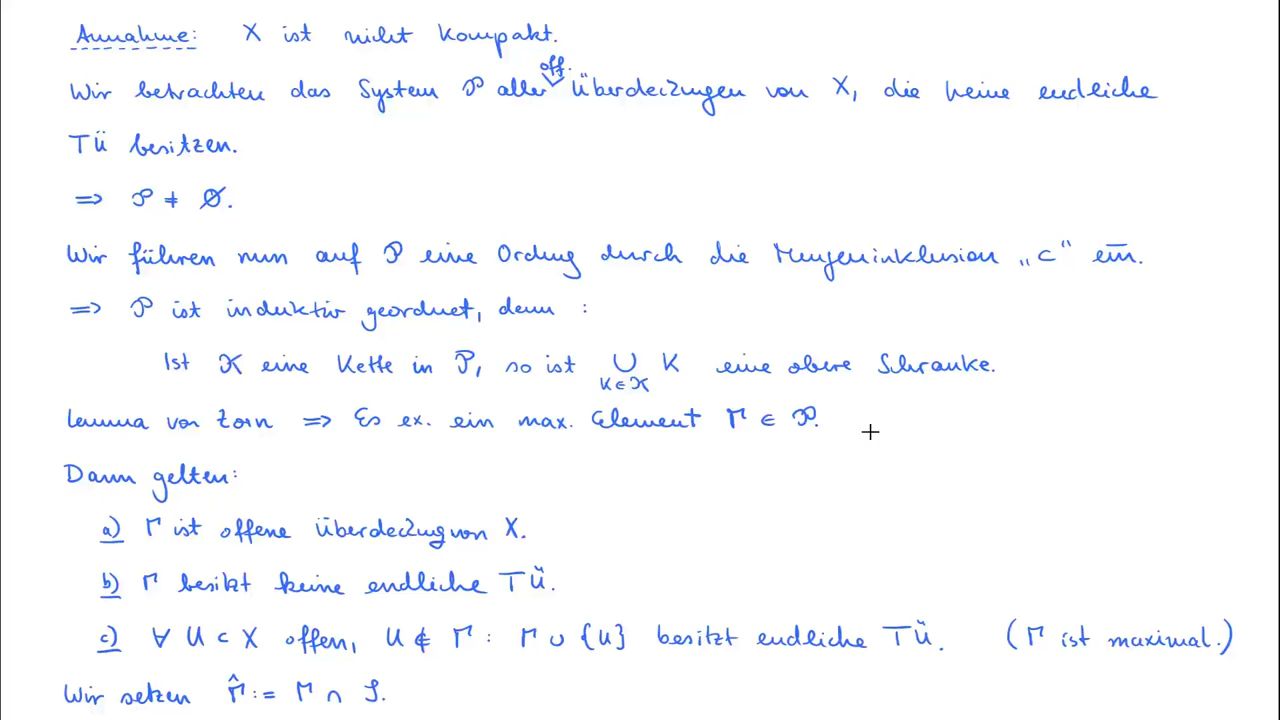 Annahme: X ist nicht kompakt.
off.
Wir betrachten das System 𝒫 aller Überdeckungen von X, die keine endliche
TÜ besitzen.
⇒ 𝒫 ≠ ∅.
Wir führen nun auf 𝒫 eine Ordnung durch die Mengeninklusion „⊂“ ein.
⇒ 𝒫 ist induktiv geordnet, denn :
Ist 𝒦 eine Kette in 𝒫, so ist ⋃ K eine obere Schranke.
K∈𝒦
Lemma von Zorn ⇒ Es ex. ein max. Element Γ ∈ 𝒫.
Dann gelten:
a) Γ ist offene Überdeckung von X.
b) Γ besitzt keine endliche TÜ.
c) ∀ U ⊂ X offen, U ∉ Γ : Γ ∪ {U} besitzt endliche TÜ. (Γ ist maximal.)
Wir setzen Γ̂ := Γ ∩ 𝒮.